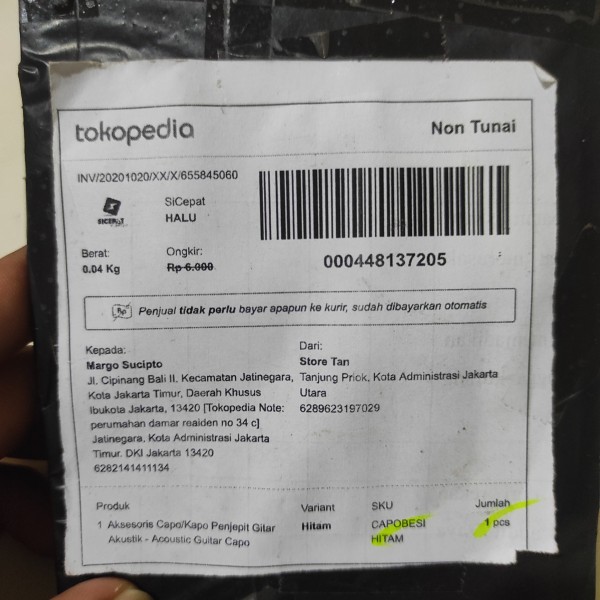 tokopedia
Non Tunai
INV/20201020/XX/X/655845060
SICEPAT
SiCepat
HALU
Berat:
0.04 Kg
Ongkir:
Rp 6.000
000448137205
Rp
Penjual tidak perlu bayar apapun ke kurir, sudah dibayarkan otomatis
Kepada:
Margo Sucipto
Jl. Cipinang Bali II. Kecamatan Jatinegara,
Kota Jakarta Timur, Daerah Khusus
Ibukota Jakarta, 13420 [Tokopedia Note:
perumahan damar reaiden no 34 c]
Jatinegara, Kota Administrasi Jakarta
Timur. DKI Jakarta 13420
6282141411134
Dari:
Store Tan
Tanjung Priok, Kota Administrasi Jakarta
Utara
6289623197029
Produk
Variant
SKU
Jumlah
1 Aksesoris Capo/Kapo Penjepit Gitar
Akustik - Acoustic Guitar Capo
Hitam
CAPOBESI
HITAM
1 pcs